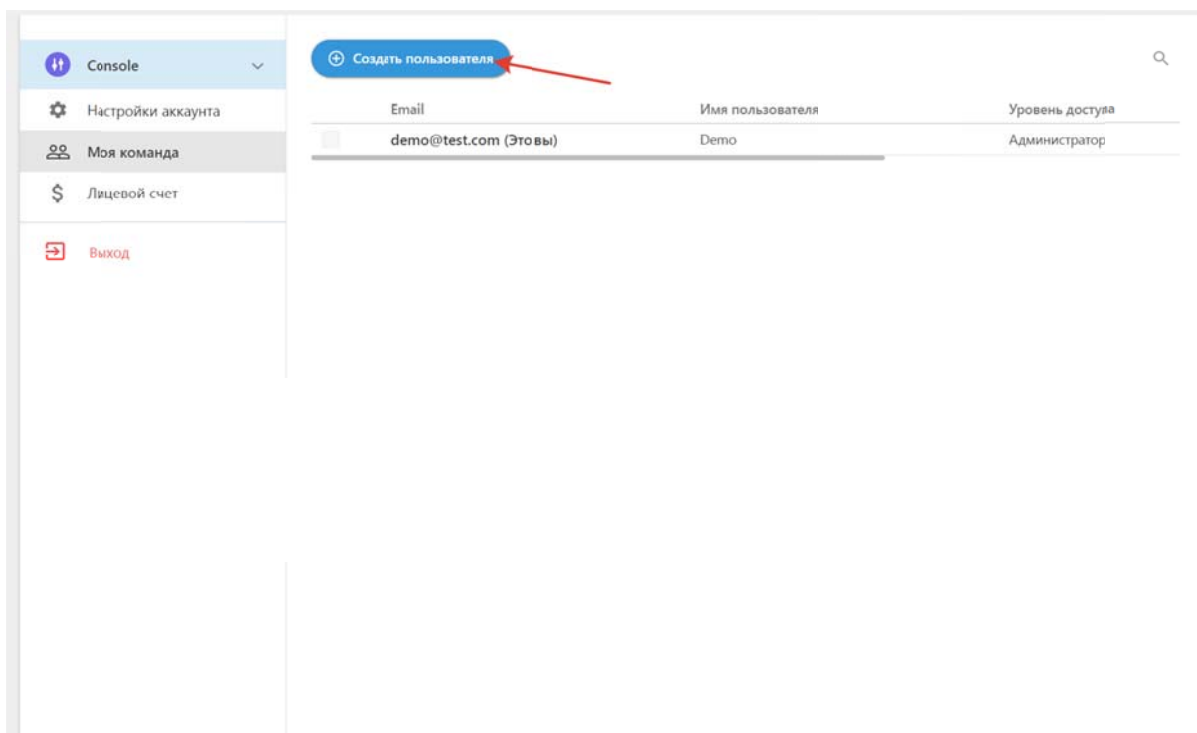 Console
Настройки аккаунта
Моя команда
Лицевой счет
Выход
Создать пользователя
Email Имя пользователя Уровень доступа
demo@test.com (Это вы) Demo Администратор